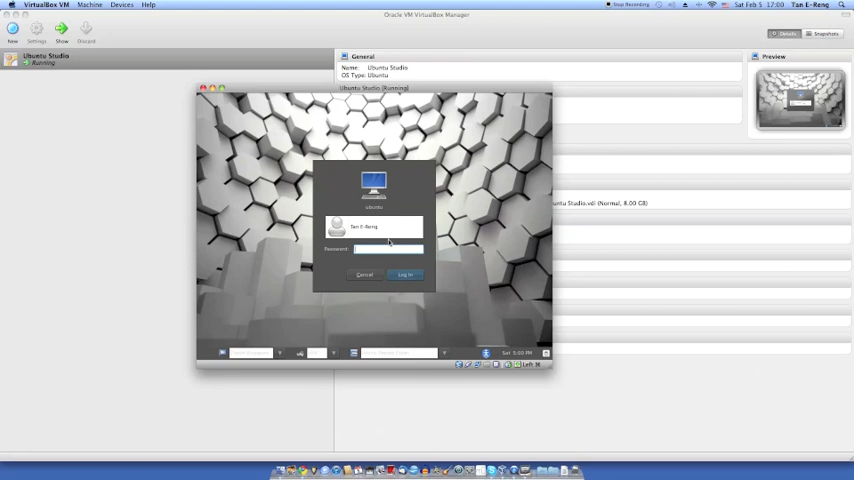 VirtualBox VM Machine Devices Help
Stop Recording Sat Feb 5 17:00 Tan E-Reng
Oracle VM VirtualBox Manager
New Settings Show Discard
Details Snapshots
Ubuntu Studio
Running
General
Name: Ubuntu Studio
OS Type: Ubuntu
Preview
Ubuntu Studio [Running]
ubuntu
Tan E-Reng
Password:
Cancel Log In
untu Studio.vdi (Normal, 8.00 GB)
Sat 5:00 PM
Left ⌘